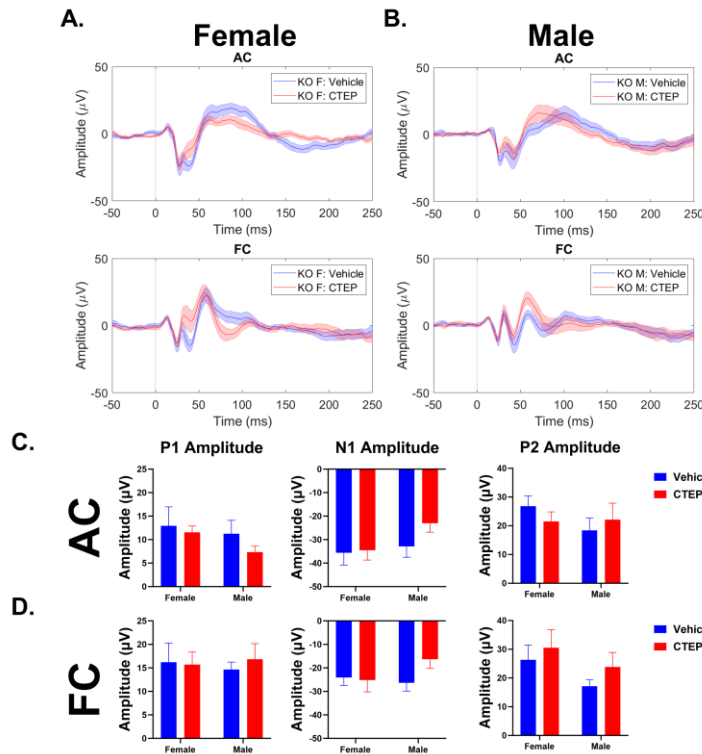 A.
Female
B.
Male
AC
50
0
-50
Amplitude (μV)
KO F: Vehicle
KO F: CTEP
-50 0 50 100 150 200 250
Time (ms)
AC
50
0
-50
Amplitude (μV)
KO M: Vehicle
KO M: CTEP
-50 0 50 100 150 200 250
Time (ms)
FC
50
0
-50
Amplitude (μV)
KO F: Vehicle
KO F: CTEP
-50 0 50 100 150 200 250
Time (ms)
FC
50
0
-50
Amplitude (μV)
KO M: Vehicle
KO M: CTEP
-50 0 50 100 150 200 250
Time (ms)
C.
AC
P1 Amplitude
Amplitude (μV)
25
20
15
10
5
0
Female Male
N1 Amplitude
Amplitude (μV)
0
-10
-20
-30
-40
-50
Female Male
P2 Amplitude
Amplitude (μV)
40
30
20
10
0
Female Male
Vehic
CTEP
D.
FC
Amplitude (μV)
25
20
15
10
5
0
Female Male
Amplitude (μV)
0
-10
-20
-30
-40
-50
Female Male
Amplitude (μV)
40
30
20
10
0
Female Male
Vehic
CTEP